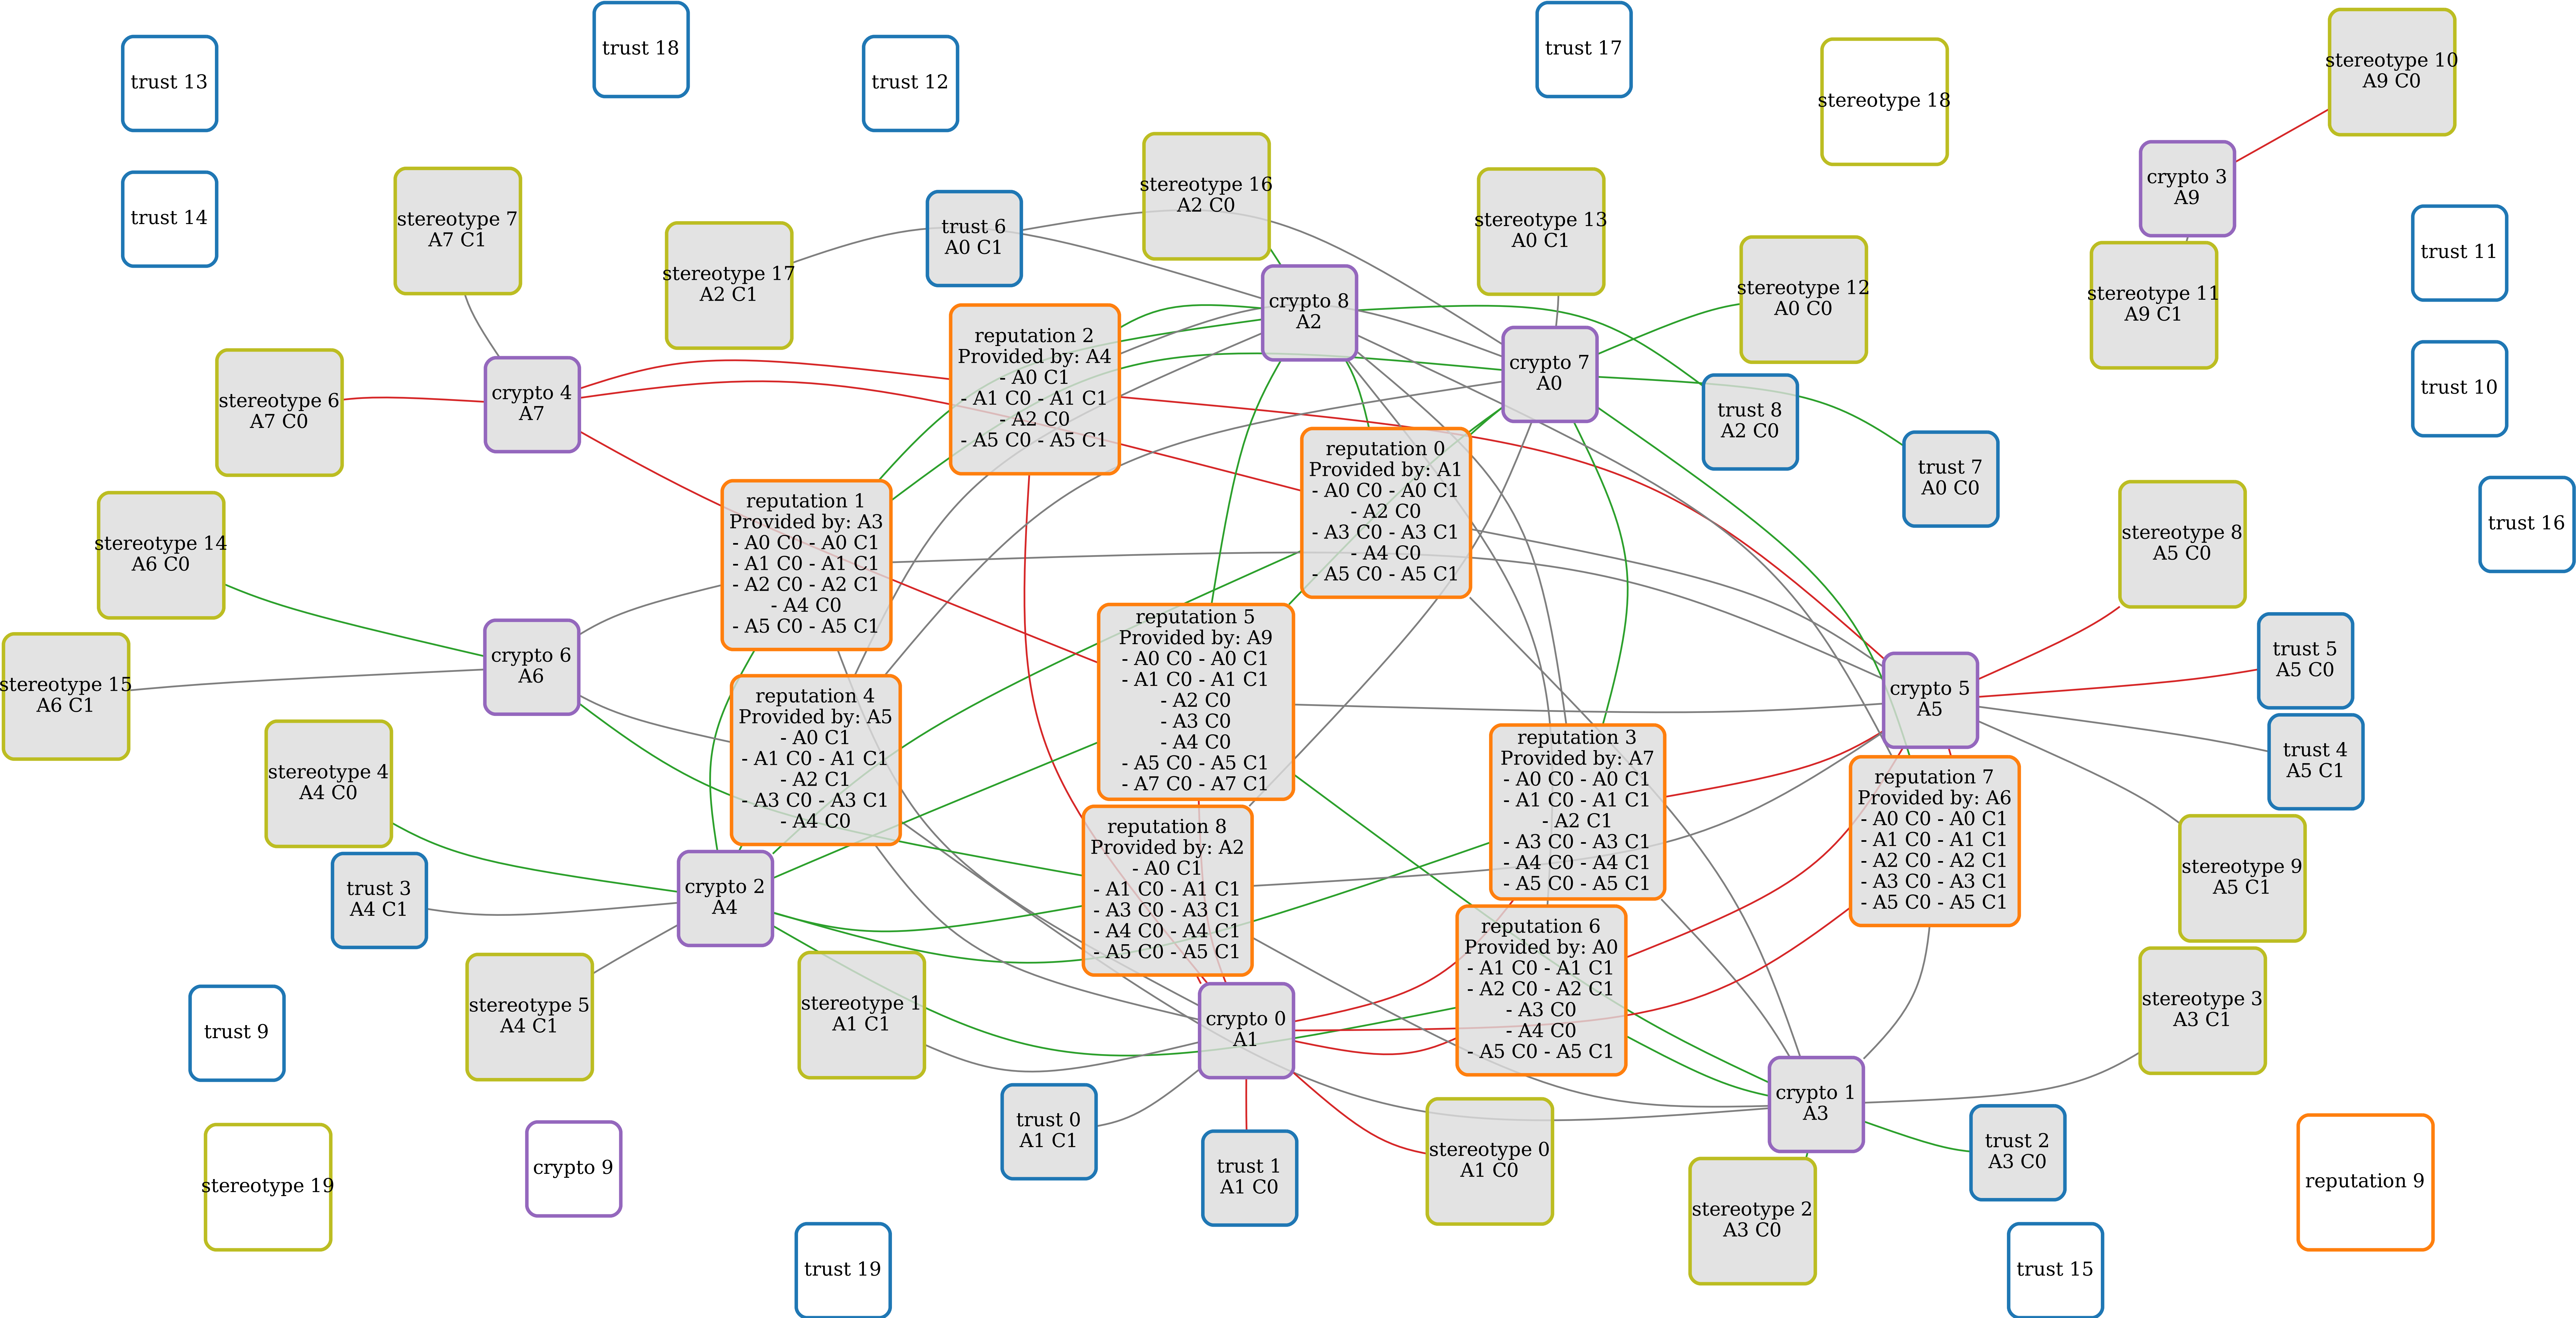 trust 18
trust 17
trust 13
trust 12
stereotype 18
stereotype 10
A9 C0
trust 14
stereotype 7
A7 C1
stereotype 17
A2 C1
trust 6
A0 C1
stereotype 16
A2 C0
stereotype 13
A0 C1
crypto 3
A9
trust 11
crypto 8
A2
stereotype 12
A0 C0
stereotype 11
A9 C1
stereotype 6
A7 C0
crypto 4
A7
reputation 2
Provided by: A4
- A0 C1
- A1 C0 - A1 C1
- A2 C0
- A5 C0 - A5 C1
crypto 7
A0
trust 8
A2 C0
trust 10
trust 7
A0 C0
reputation 0
Provided by: A1
- A0 C0 - A0 C1
- A2 C0
- A3 C0 - A3 C1
- A4 C0
- A5 C0 - A5 C1
reputation 1
Provided by: A3
- A0 C0 - A0 C1
- A1 C0 - A1 C1
- A2 C0 - A2 C1
- A4 C0
- A5 C0 - A5 C1
stereotype 14
A6 C0
stereotype 8
A5 C0
trust 16
stereotype 15
A6 C1
crypto 6
A6
reputation 5
Provided by: A9
- A0 C0 - A0 C1
- A1 C0 - A1 C1
- A2 C0
- A3 C0
- A4 C0
- A5 C0 - A5 C1
- A7 C0 - A7 C1
crypto 5
A5
trust 5
A5 C0
reputation 4
Provided by: A5
- A0 C1
- A1 C0 - A1 C1
- A2 C1
- A3 C0 - A3 C1
- A4 C0
trust 4
A5 C1
stereotype 4
A4 C0
reputation 3
Provided by: A7
- A0 C0 - A0 C1
- A1 C0 - A1 C1
- A2 C1
- A3 C0 - A3 C1
- A4 C0 - A4 C1
- A5 C0 - A5 C1
reputation 7
Provided by: A6
- A0 C0 - A0 C1
- A1 C0 - A1 C1
- A2 C0 - A2 C1
- A3 C0 - A3 C1
- A5 C0 - A5 C1
trust 3
A4 C1
crypto 2
A4
reputation 8
Provided by: A2
- A0 C1
- A1 C0 - A1 C1
- A3 C0 - A3 C1
- A4 C0 - A4 C1
- A5 C0 - A5 C1
stereotype 9
A5 C1
reputation 6
Provided by: A0
- A1 C0 - A1 C1
- A2 C0 - A2 C1
- A3 C0
- A4 C0
- A5 C0 - A5 C1
trust 9
stereotype 5
A4 C1
stereotype 1
A1 C1
crypto 0
A1
stereotype 3
A3 C1
crypto 1
A3
trust 0
A1 C1
trust 1
A1 C0
stereotype 0
A1 C0
trust 2
A3 C0
stereotype 19
crypto 9
stereotype 2
A3 C0
reputation 9
trust 19
trust 15